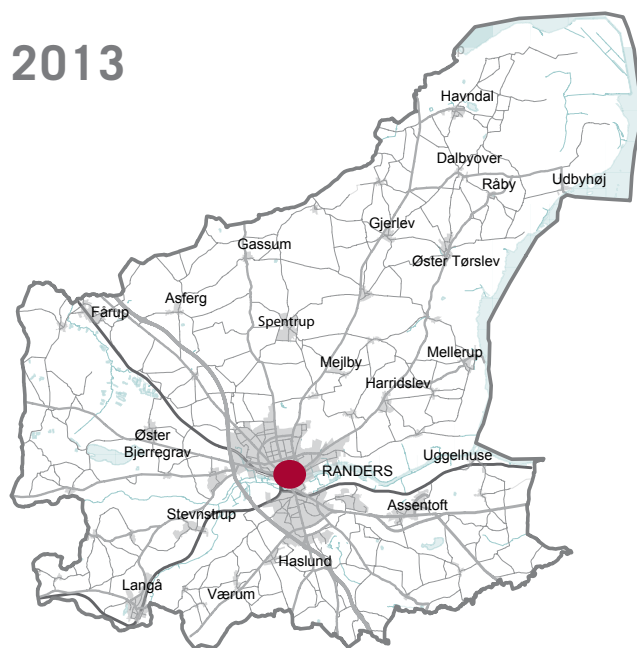 2013
Havndal
Dalbyover
Råby
Udbyhøj
Gjerlev
Gassum
Øster Tørslev
Asferg
Fårup
Spentrup
Mejlby
Mellerup
Harridslev
Øster
Bjerregrav
Uggelhuse
RANDERS
Assentoft
Stevnstrup
Haslund
Langå
Værum